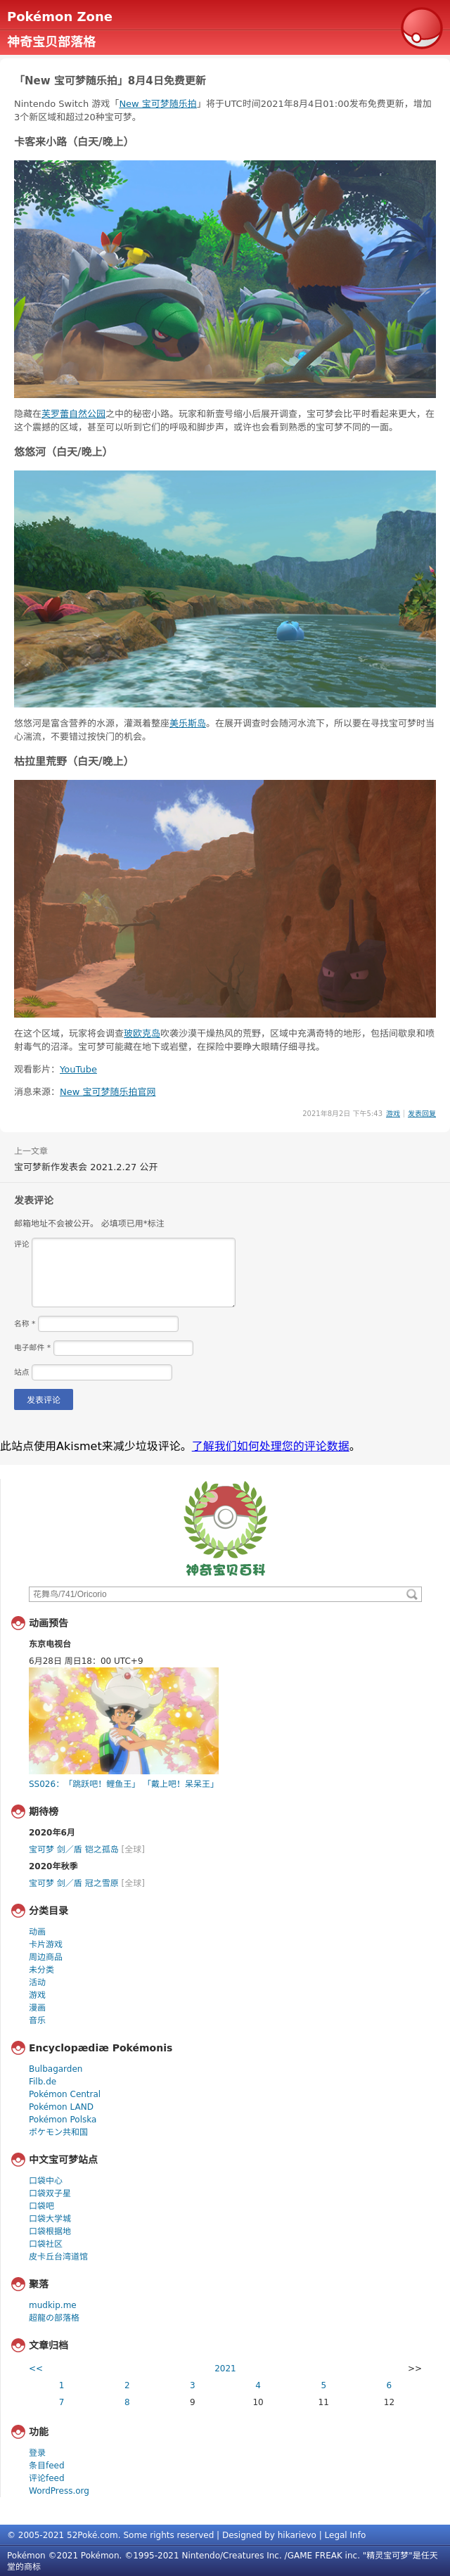 Pokémon Zone
神奇宝贝部落格
「New 宝可梦随乐拍」8月4日免费更新
Nintendo Switch 游戏「New 宝可梦随乐拍」将于UTC时间2021年8月4日01:00发布免费更新，增加
3个新区域和超过20种宝可梦。
卡客来小路（白天/晚上）
隐藏在芙罗蕾自然公园之中的秘密小路。玩家和新壹号缩小后展开调查，宝可梦会比平时看起来更大，在
这个震撼的区域，甚至可以听到它们的呼吸和脚步声，或许也会看到熟悉的宝可梦不同的一面。
悠悠河（白天/晚上）
悠悠河是富含营养的水源，灌溉着整座美乐斯岛。在展开调查时会随河水流下，所以要在寻找宝可梦时当
心湍流，不要错过按快门的机会。
枯拉里荒野（白天/晚上）
在这个区域，玩家将会调查玻欧克岛吹袭沙漠干燥热风的荒野，区域中充满奇特的地形，包括间歇泉和喷
射毒气的沼泽。宝可梦可能藏在地下或岩壁，在探险中要睁大眼睛仔细寻找。
观看影片：YouTube
消息来源：New 宝可梦随乐拍官网
2021年8月2日 下午5:43 游戏 | 发表回复
上一文章
宝可梦新作发表会 2021.2.27 公开
发表评论
邮箱地址不会被公开。 必填项已用*标注
评论
名称 *
电子邮件 *
站点
发表评论
此站点使用Akismet来减少垃圾评论。了解我们如何处理您的评论数据。
神奇宝贝百科
花舞鸟/741/Oricorio
动画预告
东京电视台
6月28日 周日18：00 UTC+9
SS026：「跳跃吧！鲤鱼王」「戴上吧！呆呆王」
期待榜
2020年6月
宝可梦 剑／盾 铠之孤岛 [全球]
2020年秋季
宝可梦 剑／盾 冠之雪原 [全球]
分类目录
动画
卡片游戏
周边商品
未分类
活动
游戏
漫画
音乐
Encyclopædiæ Pokémonis
Bulbagarden
Filb.de
Pokémon Central
Pokémon LAND
Pokémon Polska
ポケモン共和国
中文宝可梦站点
口袋中心
口袋双子星
口袋吧
口袋大学城
口袋根据地
口袋社区
皮卡丘台湾道馆
聚落
mudkip.me
超龍の部落格
文章归档
<< 2021 >>
1 2 3 4 5 6
7 8 9 10 11 12
功能
登录
条目feed
评论feed
WordPress.org
© 2005-2021 52Poké.com. Some rights reserved | Designed by hikarievo | Legal Info
Pokémon ©2021 Pokémon. ©1995-2021 Nintendo/Creatures Inc. /GAME FREAK inc. "精灵宝可梦"是任天
堂的商标